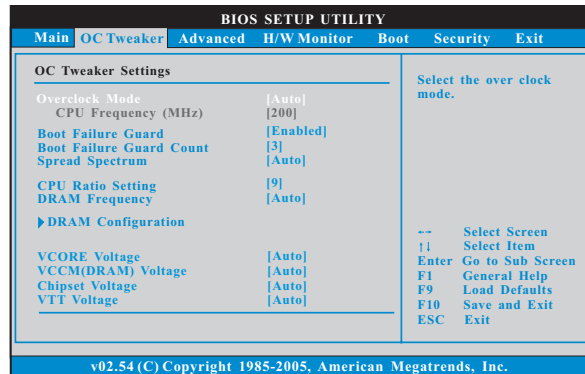 BIOS SETUP UTILITY
Main OC Tweaker Advanced H/W Monitor Boot Security Exit
OC Tweaker Settings
Overclock Mode [Auto]
CPU Frequency (MHz) [200]
Boot Failure Guard [Enabled]
Boot Failure Guard Count [3]
Spread Spectrum [Auto]
CPU Ratio Setting [9]
DRAM Frequency [Auto]
DRAM Configuration
VCORE Voltage [Auto]
VCCM(DRAM) Voltage [Auto]
Chipset Voltage [Auto]
VTT Voltage [Auto]
Select the over clock
mode.
←→ Select Screen
↑↓ Select Item
Enter Go to Sub Screen
F1 General Help
F9 Load Defaults
F10 Save and Exit
ESC Exit
v02.54 (C) Copyright 1985-2005, American Megatrends, Inc.